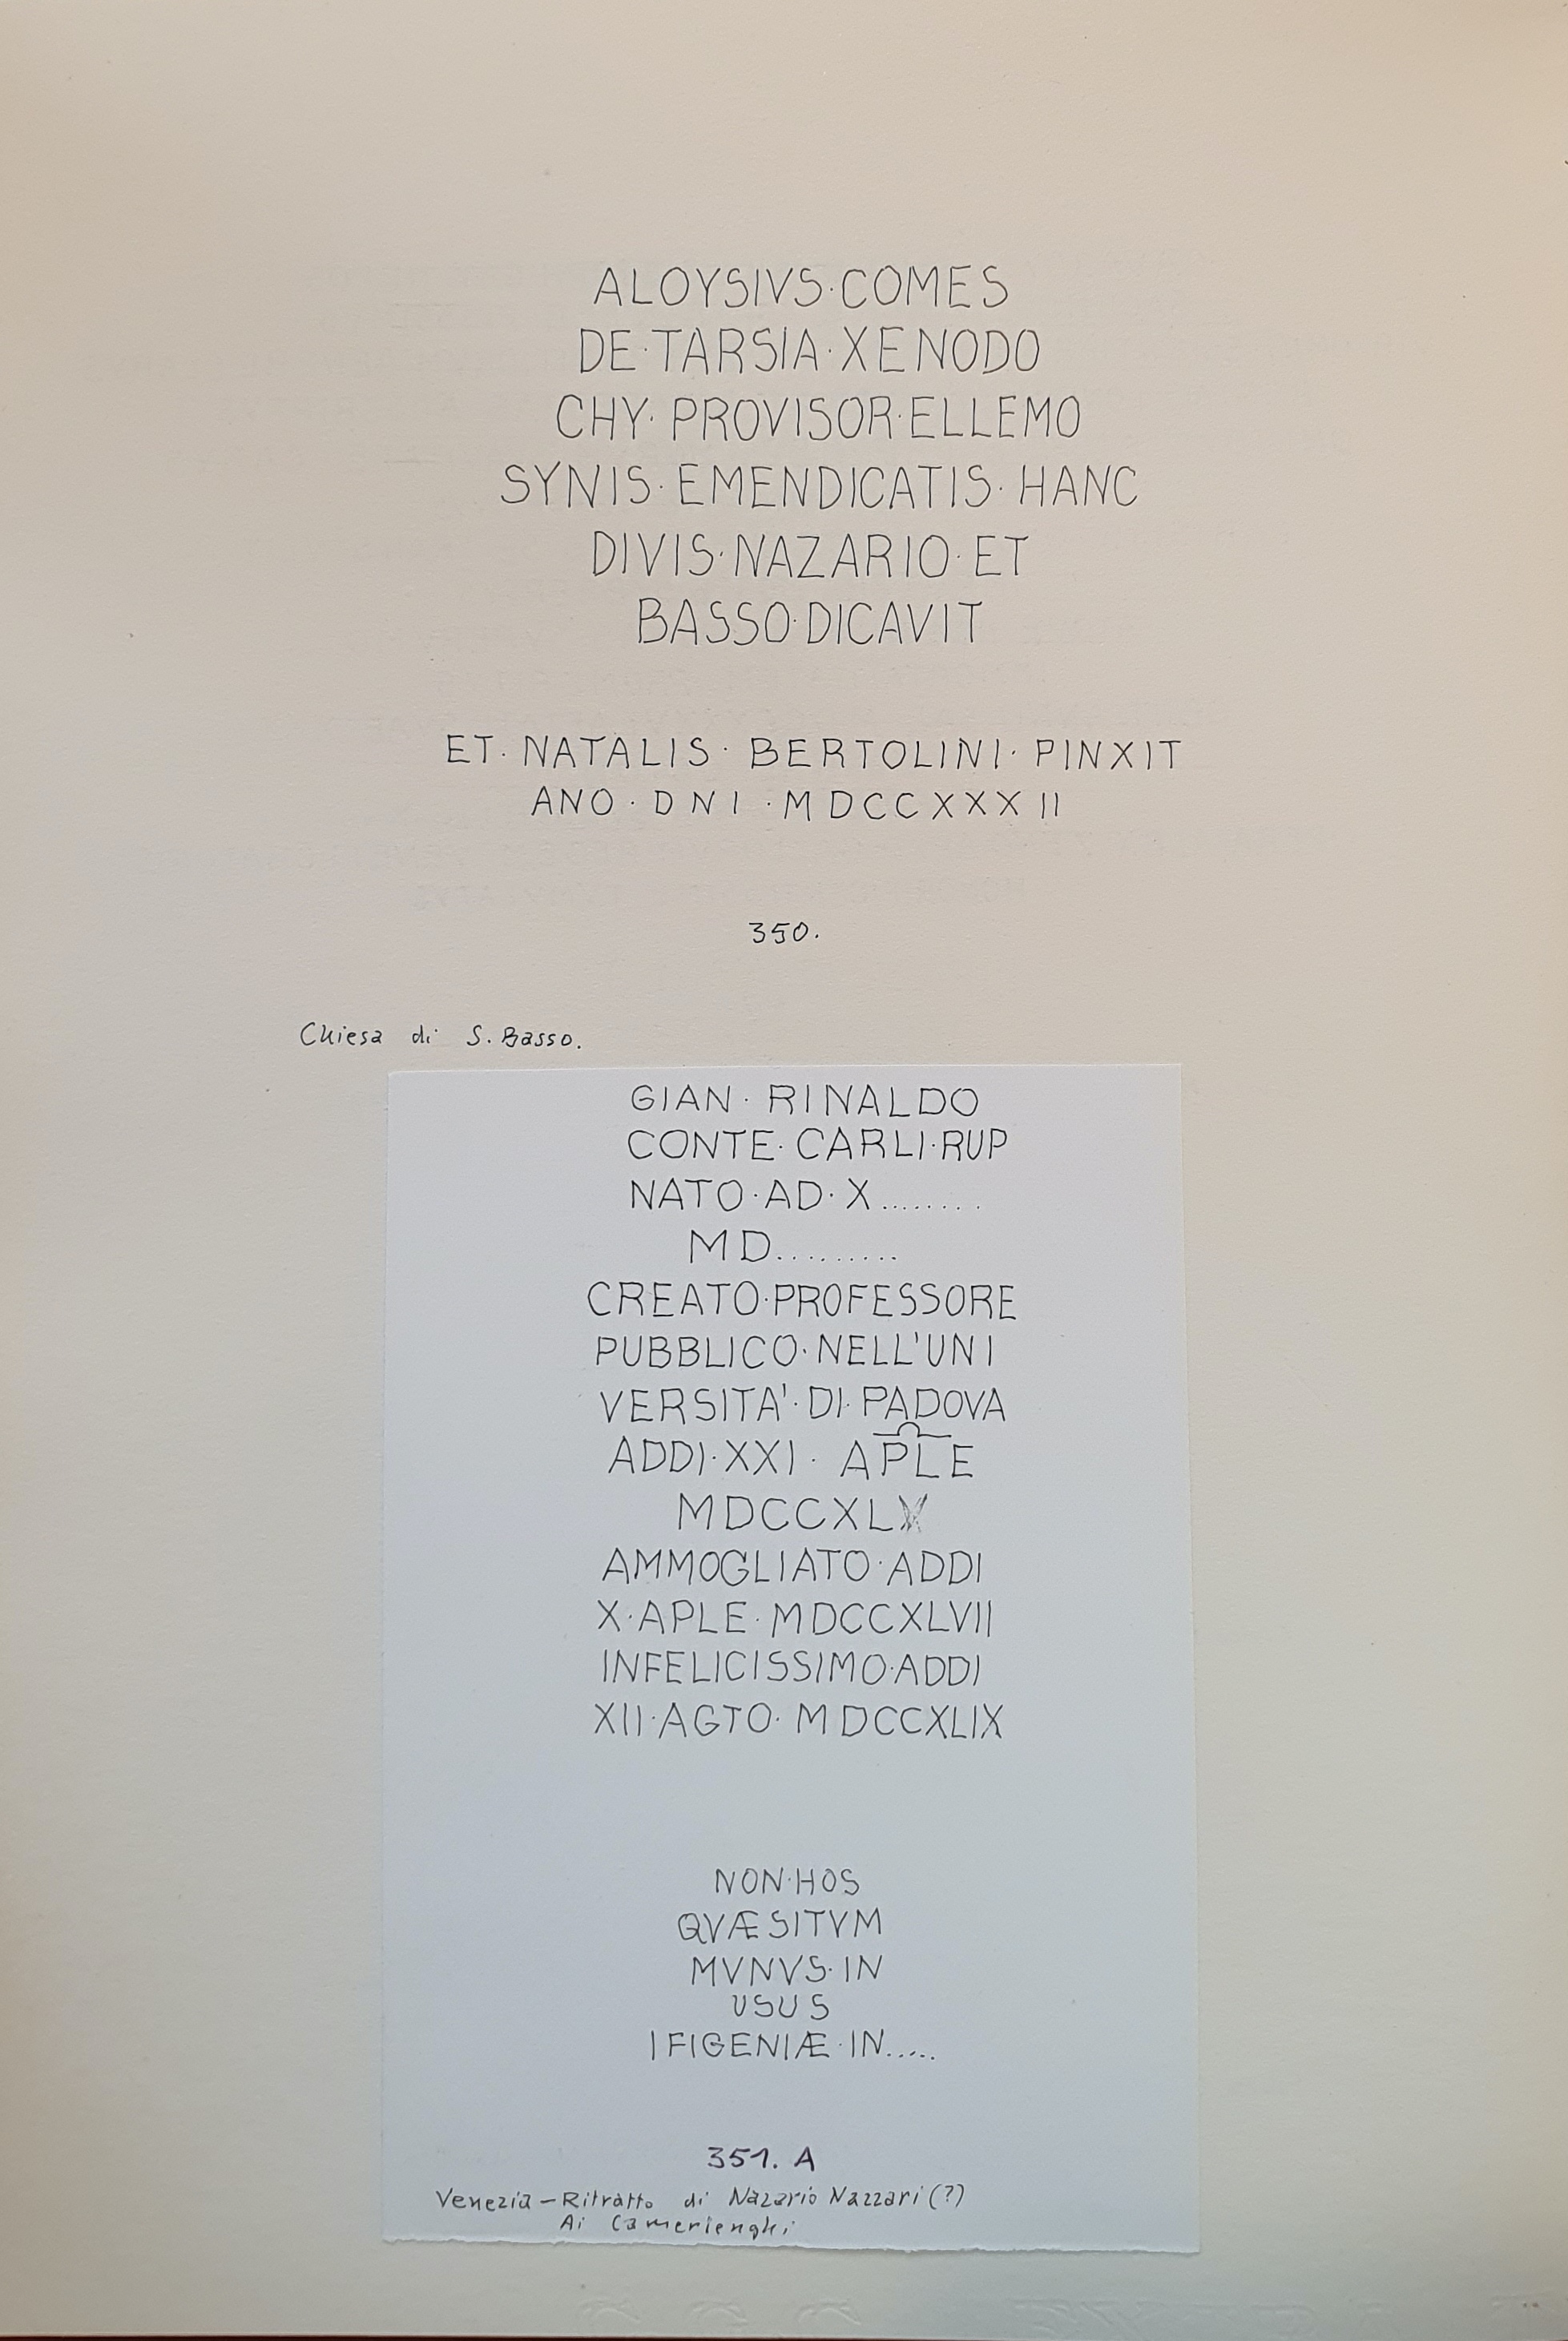 ALOYSIVS·COMES
DE·TARSIA·XENODO
CHY·PROVISOR·ELLEMO
SYNIS·EMENDICATIS·HANC
DIVIS·NAZARIO·ET
BASSO·DICAVIT
ET·NATALIS·BERTOLINI·PINXIT
ANO·DNI·MDCCXXXII
350.
Chiesa di S. Basso.
GIAN·RINALDO
CONTE·CARLI·RUP
NATO·AD·X........
MD.........
CREATO·PROFESSORE
PUBBLICO·NELL'UNI
VERSITA'·DI·PADOVA
ADDI·XXI·APLE
MDCCXL
AMMOGLIATO·ADDI
X·APLE·MDCCXLVII
INFELICISSIMO·ADDI
XII·AGTO·MDCCXLIX
NON·HOS
QVÆSITVM
MVNVS·IN
USUS
IFIGENIÆ·IN.....
351. A
Venezia – Ritratto di Nazario Nazzari (?)
Ai Camerlenghi